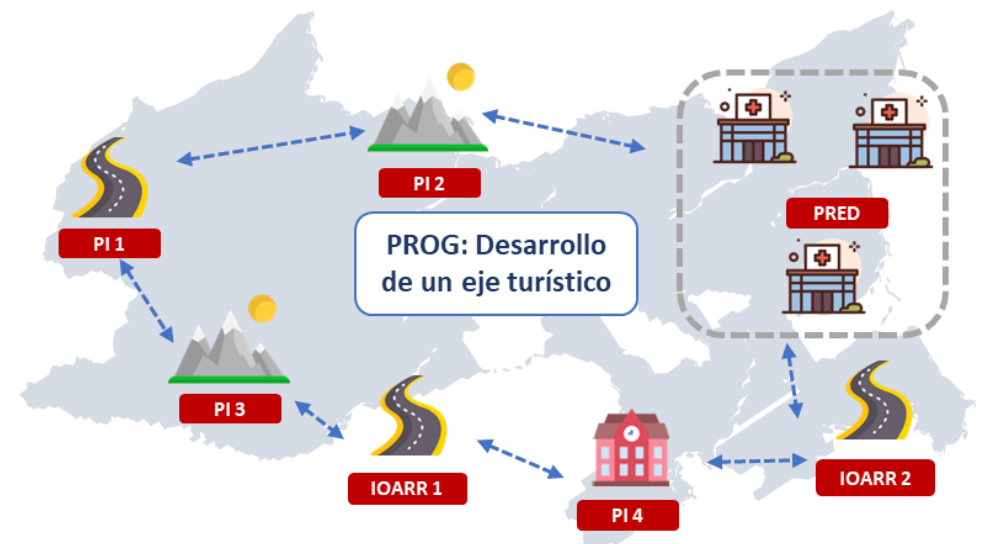 PI 2
PRED
PI 1
PROG: Desarrollo
de un eje turístico
PI 3
IOARR 1
IOARR 2
PI 4